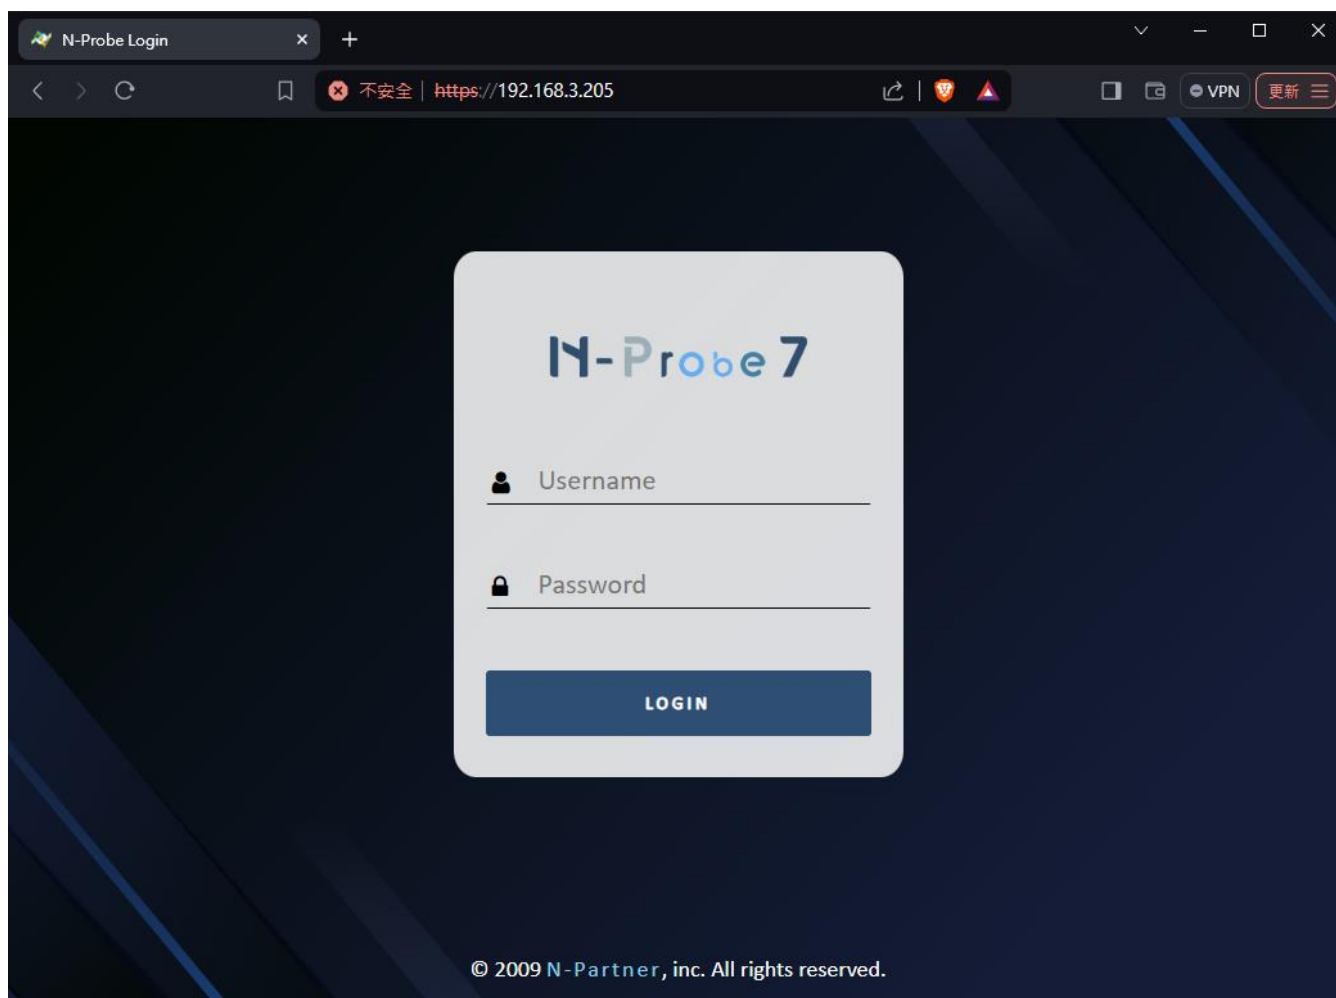 N-Probe Login
不安全 https://192.168.3.205 VPN 更新
N-Probe 7
Username
Password
LOGIN
© 2009 N-Partner, inc. All rights reserved.